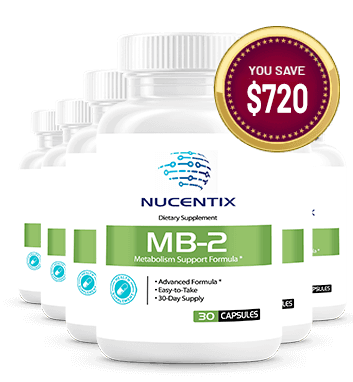 YOU SAVE
$720
NUCENTIX
Dietary Supplement
MB-2
Metabolism Support Formula*
• Advanced Formula*
• Easy-to-Take
• 30-Day Supply
30 CAPSULES